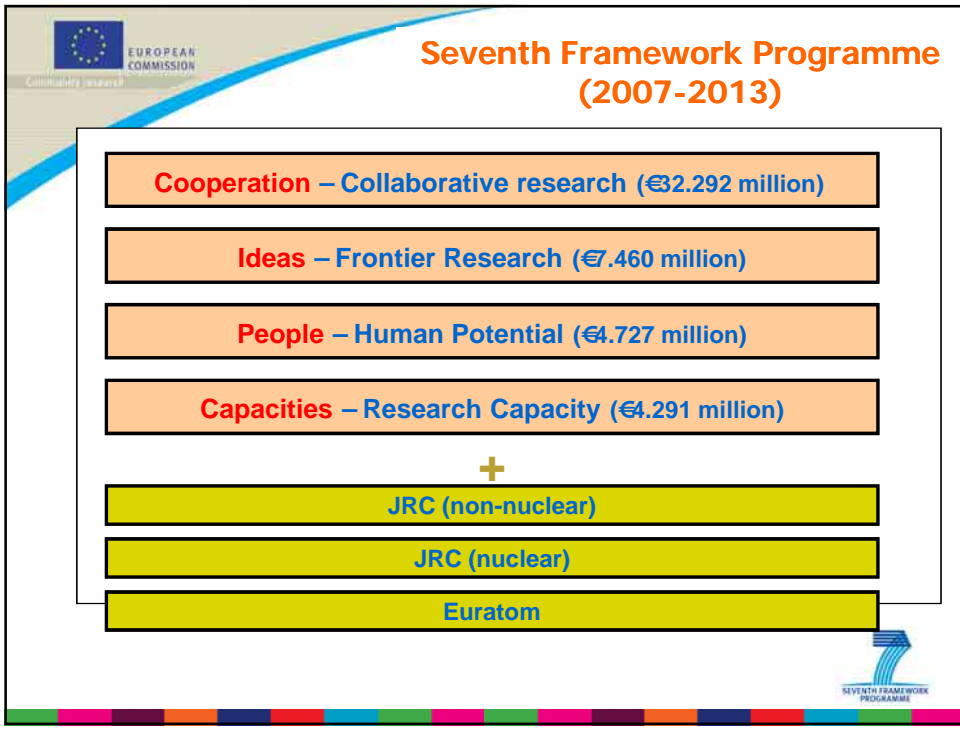 EUROPEAN
COMMISSION
Community research
Seventh Framework Programme
(2007-2013)
Cooperation – Collaborative research (€32.292 million)
Ideas – Frontier Research (€7.460 million)
People – Human Potential (€4.727 million)
Capacities – Research Capacity (€4.291 million)
+
JRC (non-nuclear)
JRC (nuclear)
Euratom
SEVENTH FRAMEWORK
PROGRAMME